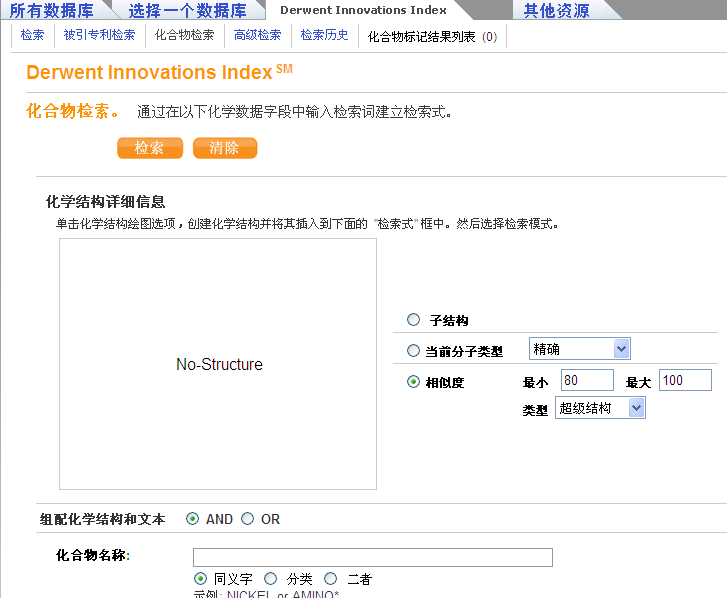 所有数据库 选择一个数据库 Derwent Innovations Index 其他资源
检索 被引专利检索 化合物检索 高级检索 检索历史 化合物标记结果列表 (0)
Derwent Innovations Index SM
化合物检索。 通过在以下化学数据字段中输入检索词建立检索式。
检索 清除
化学结构详细信息
单击化学结构绘图选项，创建化学结构并将其插入到下面的 "检索式" 框中。然后选择检索模式。
No-Structure
子结构
当前分子类型 精确
相似度 最小 80 最大 100
类型 超级结构
组配化学结构和文本 AND OR
化合物名称:
同义字 分类 二者
示例: NICKEL or AMINO*